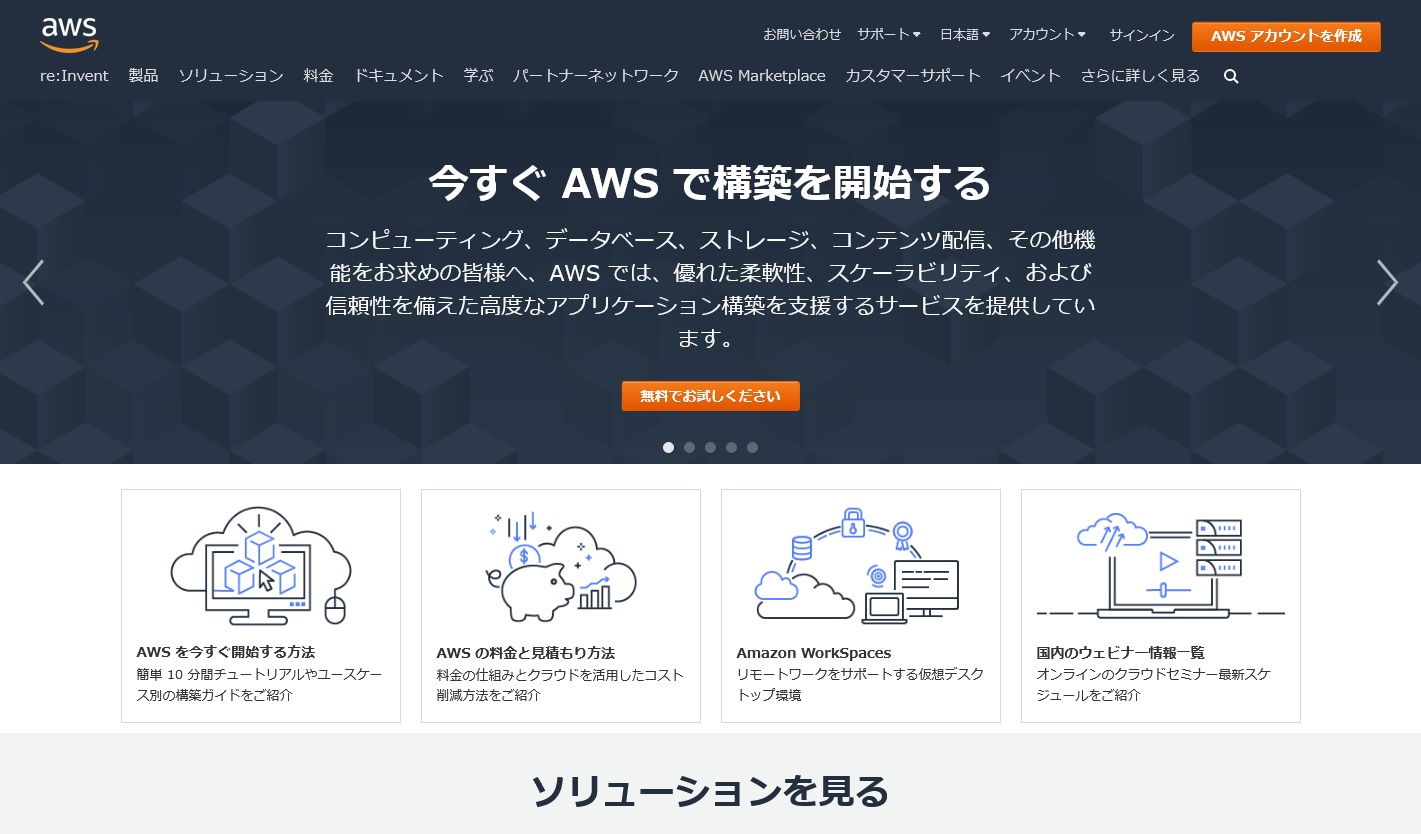 aws
お問い合わせ サポート 日本語 アカウント サインイン AWS アカウントを作成
re:Invent 製品 ソリューション 料金 ドキュメント 学ぶ パートナーネットワーク AWS Marketplace カスタマーサポート イベント さらに詳しく見る
今すぐ AWS で構築を開始する
コンピューティング、データベース、ストレージ、コンテンツ配信、その他機
能をお求めの皆様へ、AWS では、優れた柔軟性、スケーラビリティ、および
信頼性を備えた高度なアプリケーション構築を支援するサービスを提供してい
ます。
無料でお試しください
$
AWS を今すぐ開始する方法
簡単 10 分間チュートリアルやユースケー
ス別の構築ガイドをご紹介
AWS の料金と見積もり方法
料金の仕組みとクラウドを活用したコスト
削減方法をご紹介
Amazon WorkSpaces
リモートワークをサポートする仮想デスク
トップ環境
国内のウェビナー情報一覧
オンラインのクラウドセミナー最新スケ
ジュールをご紹介
ソリューションを見る